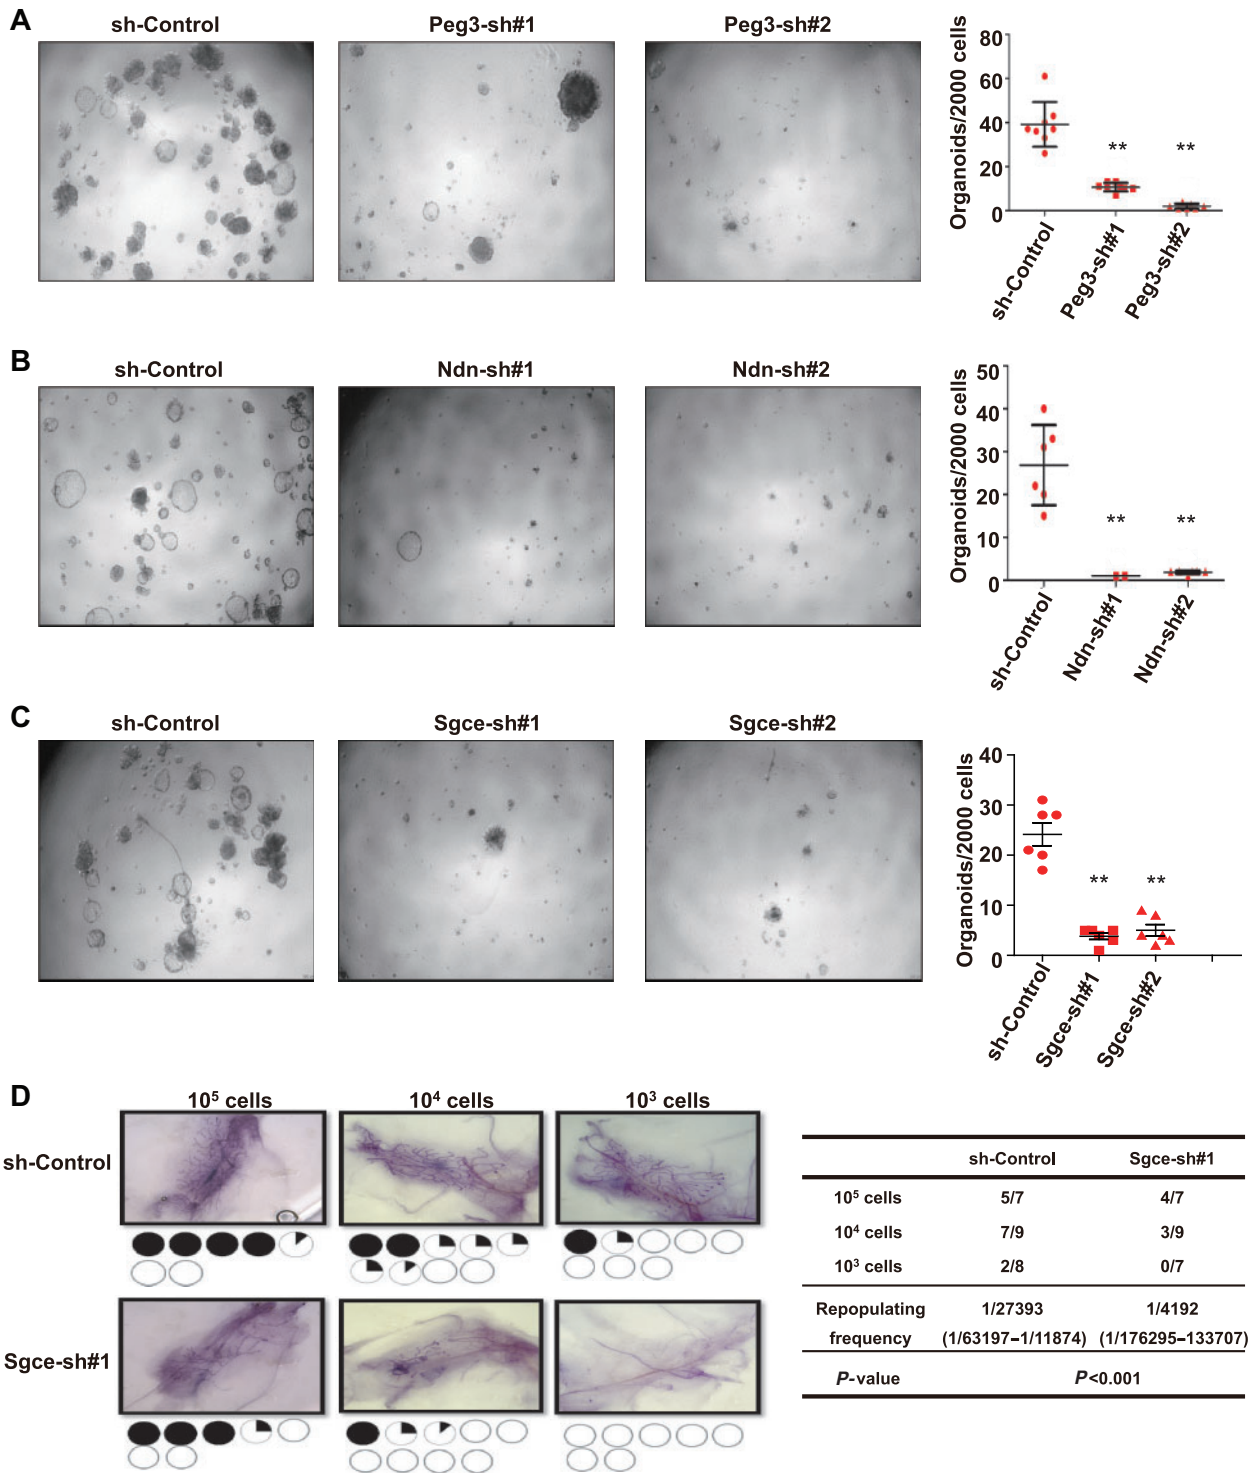 A
sh-Control
Peg3-sh#1
Peg3-sh#2
Organoids/2000 cells
80
60
40
20
0
**
**
sh-Control
Peg3-sh#1
Peg3-sh#2
B
sh-Control
Ndn-sh#1
Ndn-sh#2
Organoids/2000 cells
50
40
30
20
10
0
**
**
sh-Control
Ndn-sh#1
Ndn-sh#2
C
sh-Control
Sgce-sh#1
Sgce-sh#2
Organoids/2000 cells
40
30
20
10
0
**
**
sh-Control
Sgce-sh#1
Sgce-sh#2
D
10⁵ cells
10⁴ cells
10³ cells
sh-Control
Sgce-sh#1
sh-Control Sgce-sh#1
10⁵ cells 5/7 4/7
10⁴ cells 7/9 3/9
10³ cells 2/8 0/7
Repopulating 1/27393 1/4192
frequency (1/63197–1/11874) (1/176295–133707)
P-value P<0.001